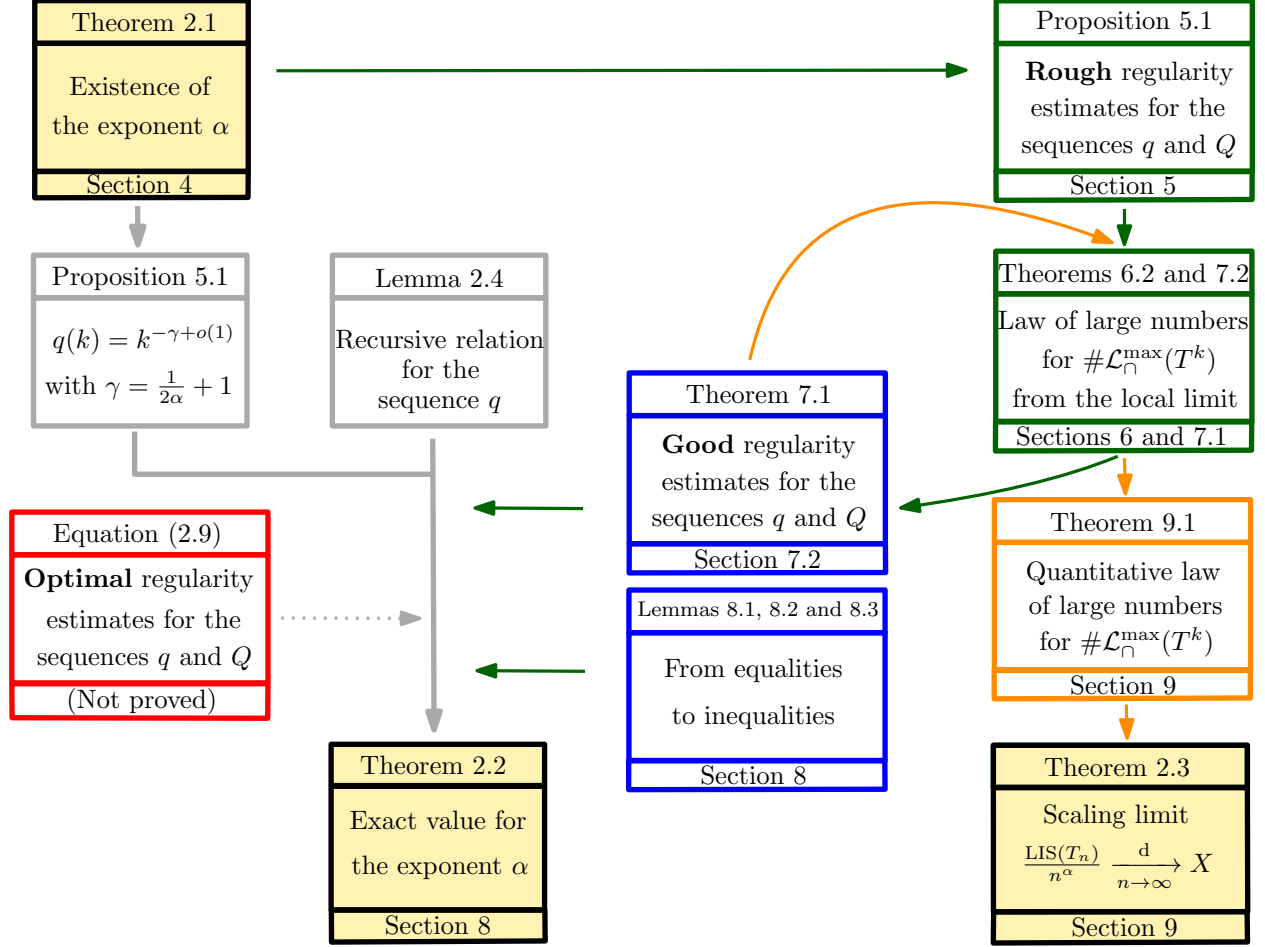 Theorem 2.1
Existence of
the exponent α
Section 4
Proposition 5.1
Rough regularity
estimates for the
sequences q and Q
Section 5
Proposition 5.1
q(k) = k^{−γ+o(1)}
with γ = \frac{1}{2α} + 1
Lemma 2.4
Recursive relation
for the
sequence q
Theorems 6.2 and 7.2
Law of large numbers
for #ℒ_∩^{max}(T^k)
from the local limit
Sections 6 and 7.1
Theorem 7.1
Good regularity
estimates for the
sequences q and Q
Section 7.2
Equation (2.9)
Optimal regularity
estimates for the
sequences q and Q
(Not proved)
Lemmas 8.1, 8.2 and 8.3
From equalities
to inequalities
Section 8
Theorem 9.1
Quantitative law
of large numbers
for #ℒ_∩^{max}(T^k)
Section 9
Theorem 2.2
Exact value for
the exponent α
Section 8
Theorem 2.3
Scaling limit
\frac{LIS(T_n)}{n^α} \xrightarrow[n→∞]{d} X
Section 9